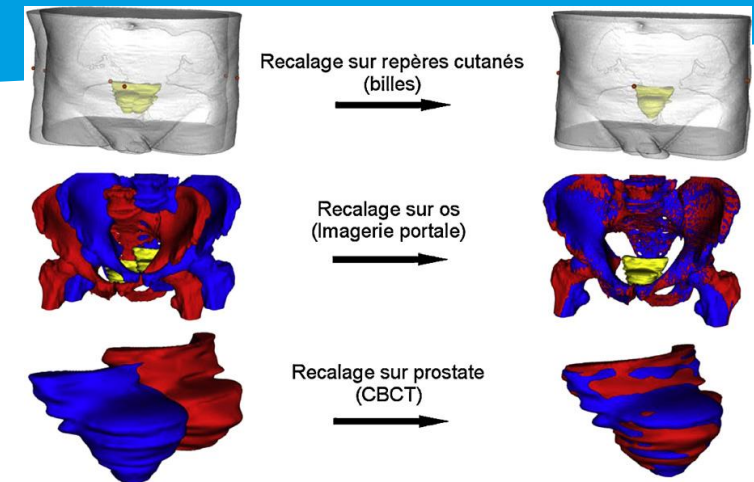 Recalage sur repères cutanés
(billes)
Recalage sur os
(Imagerie portale)
Recalage sur prostate
(CBCT)